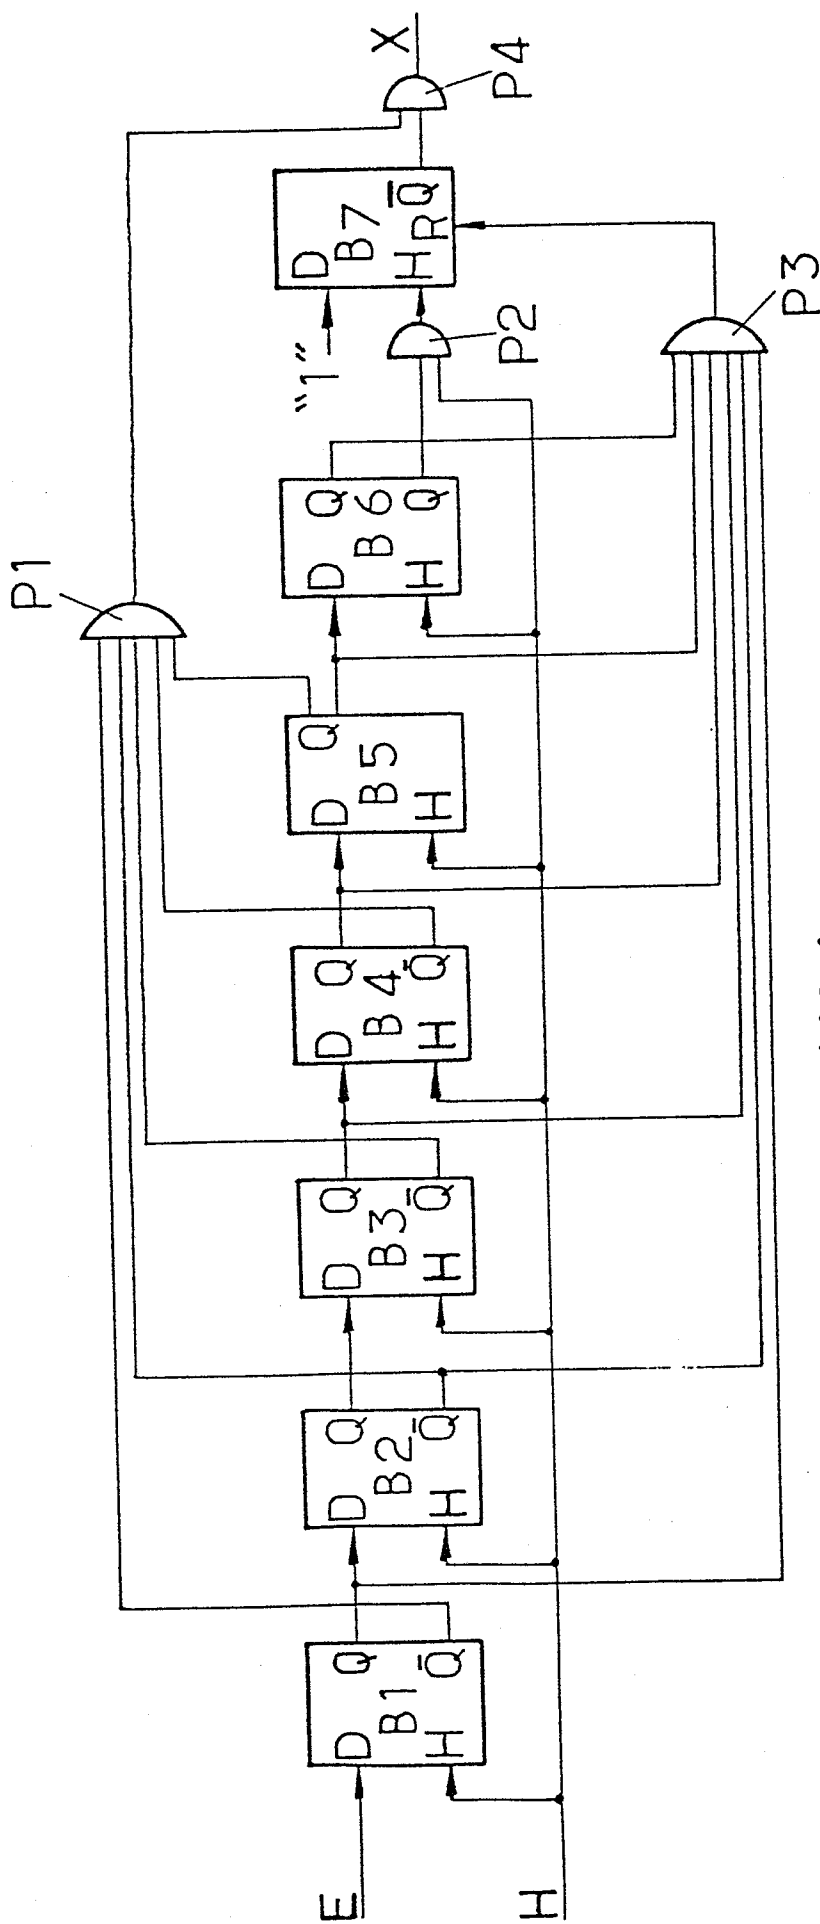 P1
E
D Q
B1
H Q̅
D Q
B2
H Q̅
D Q
B3
H Q̅
D Q
B4
H Q̅
D Q
B5
H
D Q
B6
H Q
"1"
P2
D
B7
H R Q̅
P3
X
P4
H